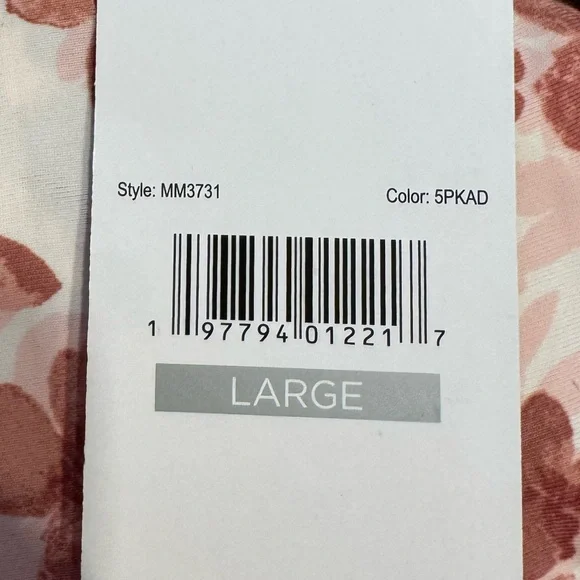 Style: MM3731 Color: 5PKAD
1 97794 01221 7
LARGE